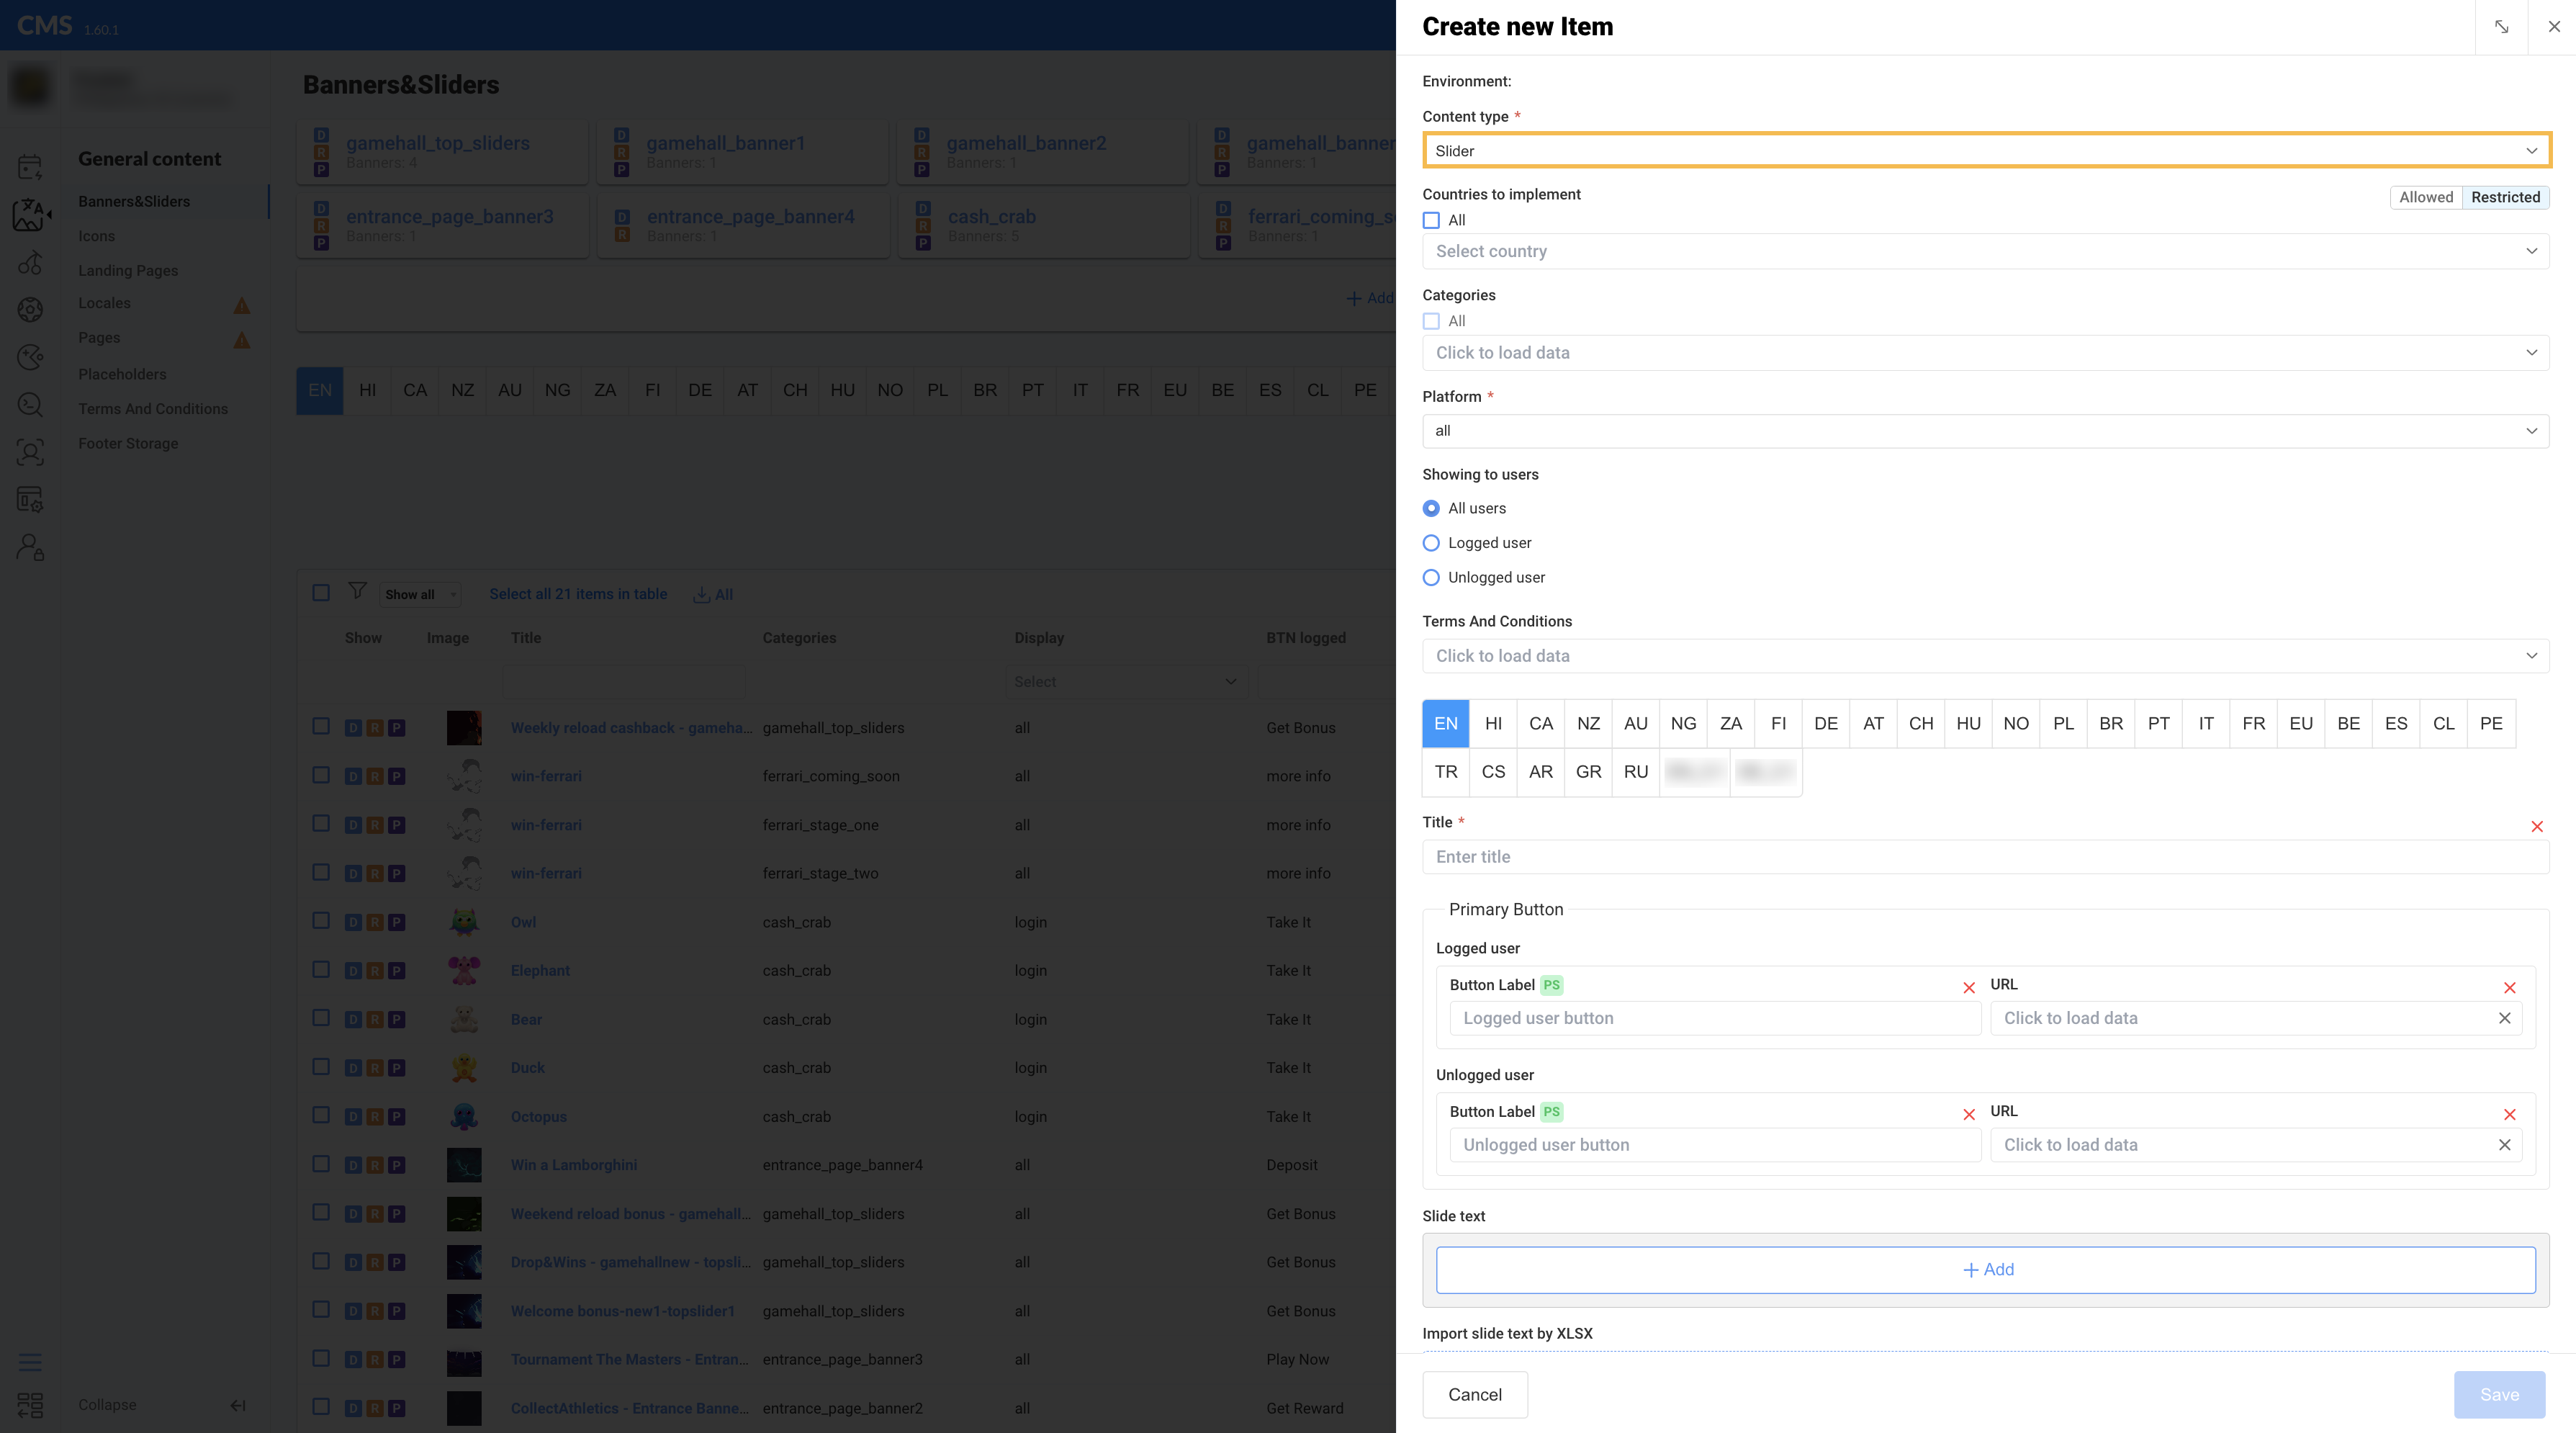 CMS 1.60.1
Banners&Sliders
General content
Banners&Sliders
Icons
Landing Pages
Locales
Pages
Placeholders
Terms And Conditions
Footer Storage
Collapse
D R P gamehall_top_sliders
Banners: 4
D R P gamehall_banner1
Banners: 1
D R P gamehall_banner2
Banners: 1
D R P gamehall_banner
Banners: 1
D R P entrance_page_banner3
Banners: 1
D R entrance_page_banner4
Banners: 1
D R P cash_crab
Banners: 5
D R P ferrari_coming_s
Banners: 1
+ Add
EN HI CA NZ AU NG ZA FI DE AT CH HU NO PL BR PT IT FR EU BE ES CL PE
Show all Select all 21 items in table All
Show Image Title Categories Display BTN logged
Select
D R P Weekly reload cashback - gameha... gamehall_top_sliders all Get Bonus
D R P win-ferrari ferrari_coming_soon all more info
D R P win-ferrari ferrari_stage_one all more info
D R P win-ferrari ferrari_stage_two all more info
D R P Owl cash_crab login Take It
D R P Elephant cash_crab login Take It
D R P Bear cash_crab login Take It
D R P Duck cash_crab login Take It
D R P Octopus cash_crab login Take It
D R P Win a Lamborghini entrance_page_banner4 all Deposit
D R P Weekend reload bonus - gamehall... gamehall_top_sliders all Get Bonus
D R P Drop&Wins - gamehallnew - topsli... gamehall_top_sliders all Get Bonus
D R P Welcome bonus-new1-topslider1 gamehall_top_sliders all Get Bonus
D R P Tournament The Masters - Entran... entrance_page_banner3 all Play Now
D R P CollectAthletics - Entrance Banne... entrance_page_banner2 all Get Reward
Create new Item
Environment:
Content type *
Slider
Countries to implement
Allowed Restricted
All
Select country
Categories
All
Click to load data
Platform *
all
Showing to users
All users
Logged user
Unlogged user
Terms And Conditions
Click to load data
EN HI CA NZ AU NG ZA FI DE AT CH HU NO PL BR PT IT FR EU BE ES CL PE
TR CS AR GR RU
Title *
Enter title
Primary Button
Logged user
Button Label PS URL
Logged user button Click to load data
Unlogged user
Button Label PS URL
Unlogged user button Click to load data
Slide text
+ Add
Import slide text by XLSX
Cancel Save